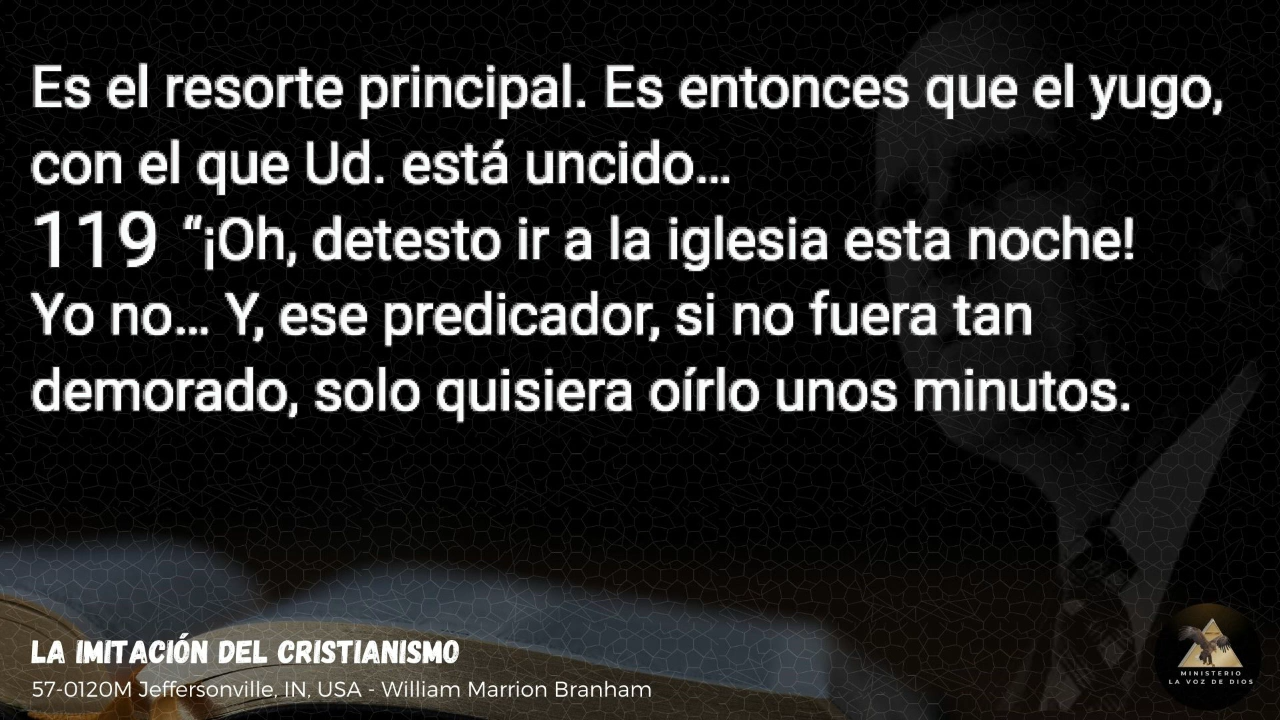 Es el resorte principal. Es entonces que el yugo,
con el que Ud. está uncido…
119 “¡Oh, detesto ir a la iglesia esta noche!
Yo no… Y, ese predicador, si no fuera tan
demorado, solo quisiera oírlo unos minutos.
LA IMITACIÓN DEL CRISTIANISMO
57-0120M Jeffersonville, IN, USA - William Marrion Branham
MINISTERIO
LA VOZ DE DIOS